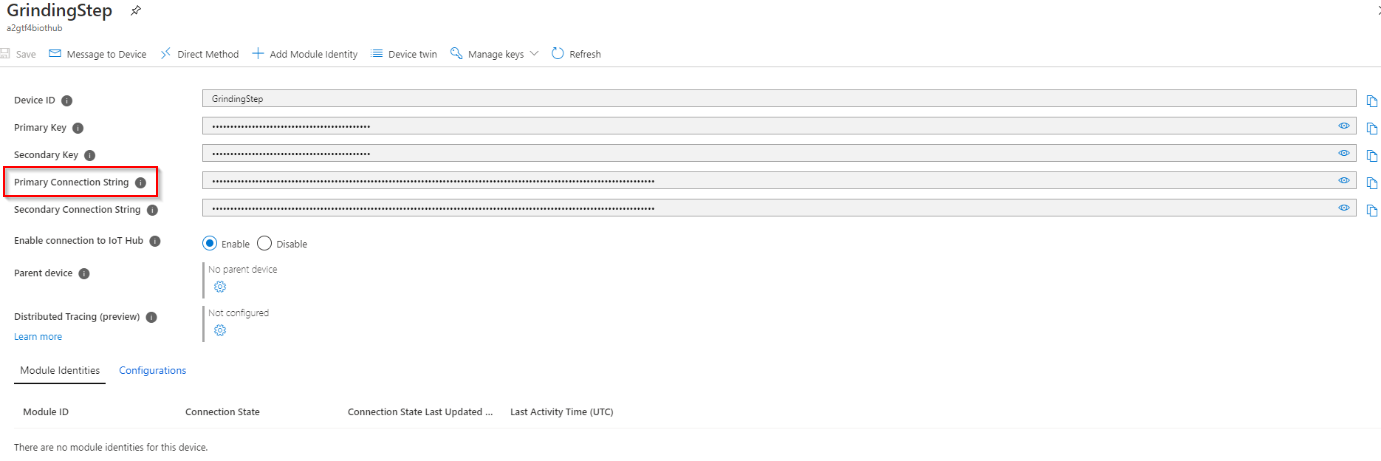 GrindingStep
a2gtf4biothub
Save Message to Device Direct Method Add Module Identity Device twin Manage keys Refresh
Device ID GrindingStep
Primary Key
Secondary Key
Primary Connection String
Secondary Connection String
Enable connection to IoT Hub Enable Disable
Parent device No parent device
Distributed Tracing (preview) Not configured
Learn more
Module Identities Configurations
Module ID Connection State Connection State Last Updated ... Last Activity Time (UTC)
There are no module identities for this device.